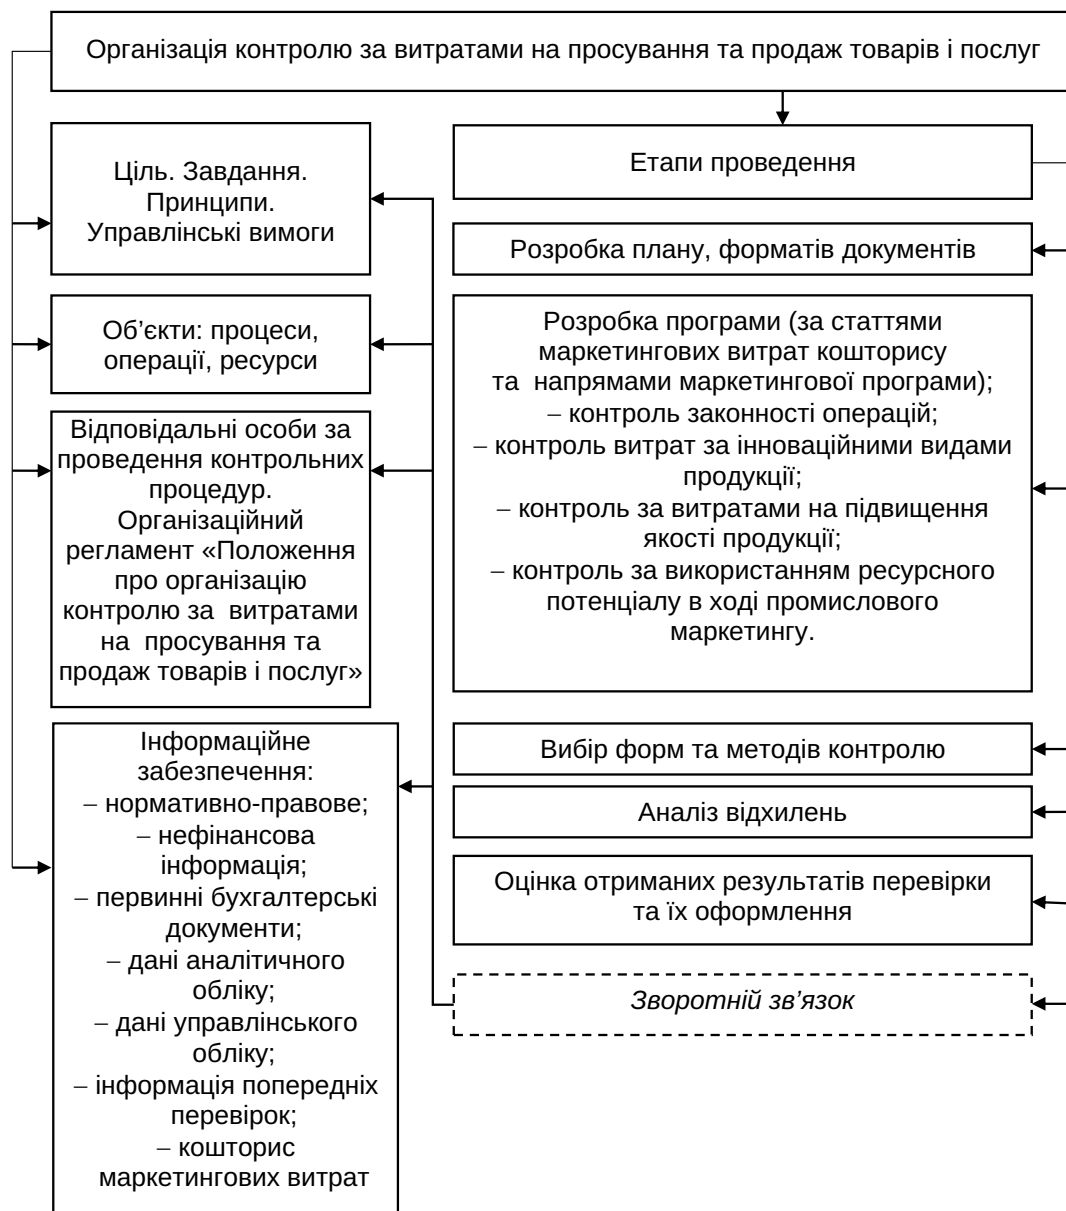 Організація контролю за витратами на просування та продаж товарів і послуг
Ціль. Завдання.
Принципи.
Управлінські вимоги
Об’єкти: процеси,
операції, ресурси
Відповідальні особи за
проведення контрольних
процедур.
Організаційний
регламент «Положення
про організацію
контролю за витратами
на просування та
продаж товарів і послуг»
Інформаційне
забезпечення:
– нормативно-правове;
– нефінансова
інформація;
– первинні бухгалтерські
документи;
– дані аналітичного
обліку;
– дані управлінського
обліку;
– інформація попередніх
перевірок;
– кошторис
маркетингових витрат
Етапи проведення
Розробка плану, форматів документів
Розробка програми (за статтями
маркетингових витрат кошторису
та напрямами маркетингової програми);
– контроль законності операцій;
– контроль витрат за інноваційними видами
продукції;
– контроль за витратами на підвищення
якості продукції;
– контроль за використанням ресурсного
потенціалу в ході промислового
маркетингу.
Вибір форм та методів контролю
Аналіз відхилень
Оцінка отриманих результатів перевірки
та їх оформлення
Зворотній зв’язок